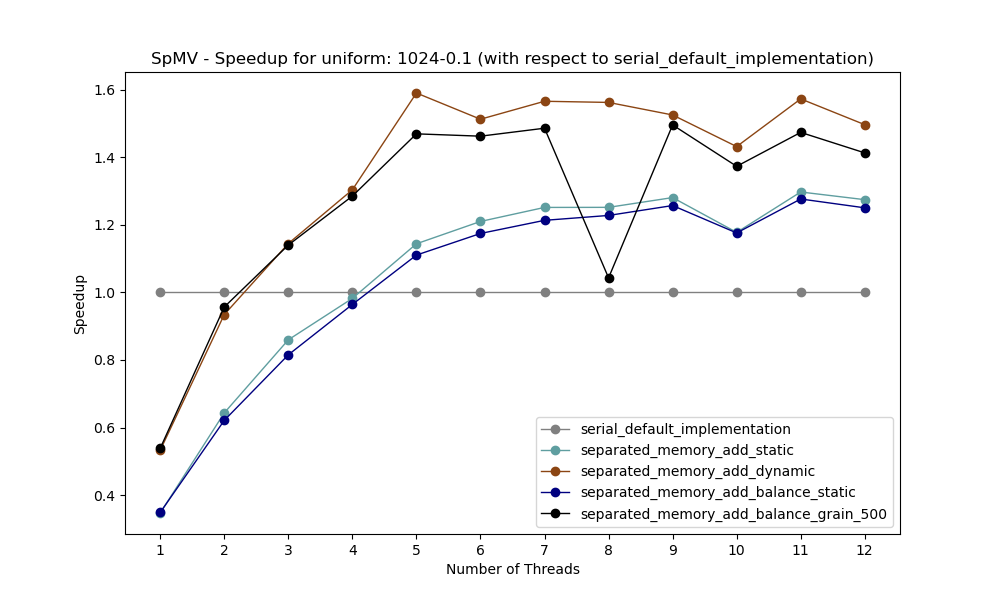 SpMV - Speedup for uniform: 1024-0.1 (with respect to serial_default_implementation)
Speedup
1.6
1.4
1.2
1.0
0.8
0.6
0.4
serial_default_implementation
separated_memory_add_static
separated_memory_add_dynamic
separated_memory_add_balance_static
separated_memory_add_balance_grain_500
1 2 3 4 5 6 7 8 9 10 11 12
Number of Threads